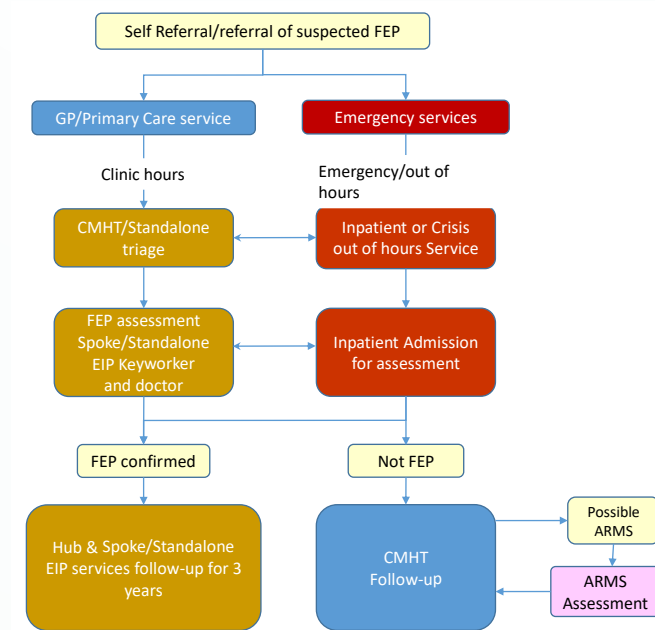 Self Referral/referral of suspected FEP
GP/Primary Care service
Emergency services
Clinic hours
Emergency/out of
hours
CMHT/Standalone
triage
Inpatient or Crisis
out of hours Service
FEP assessment
Spoke/Standalone
EIP Keyworker
and doctor
Inpatient Admission
for assessment
FEP confirmed
Not FEP
Hub & Spoke/Standalone
EIP services follow-up for 3
years
CMHT
Follow-up
Possible
ARMS
ARMS
Assessment